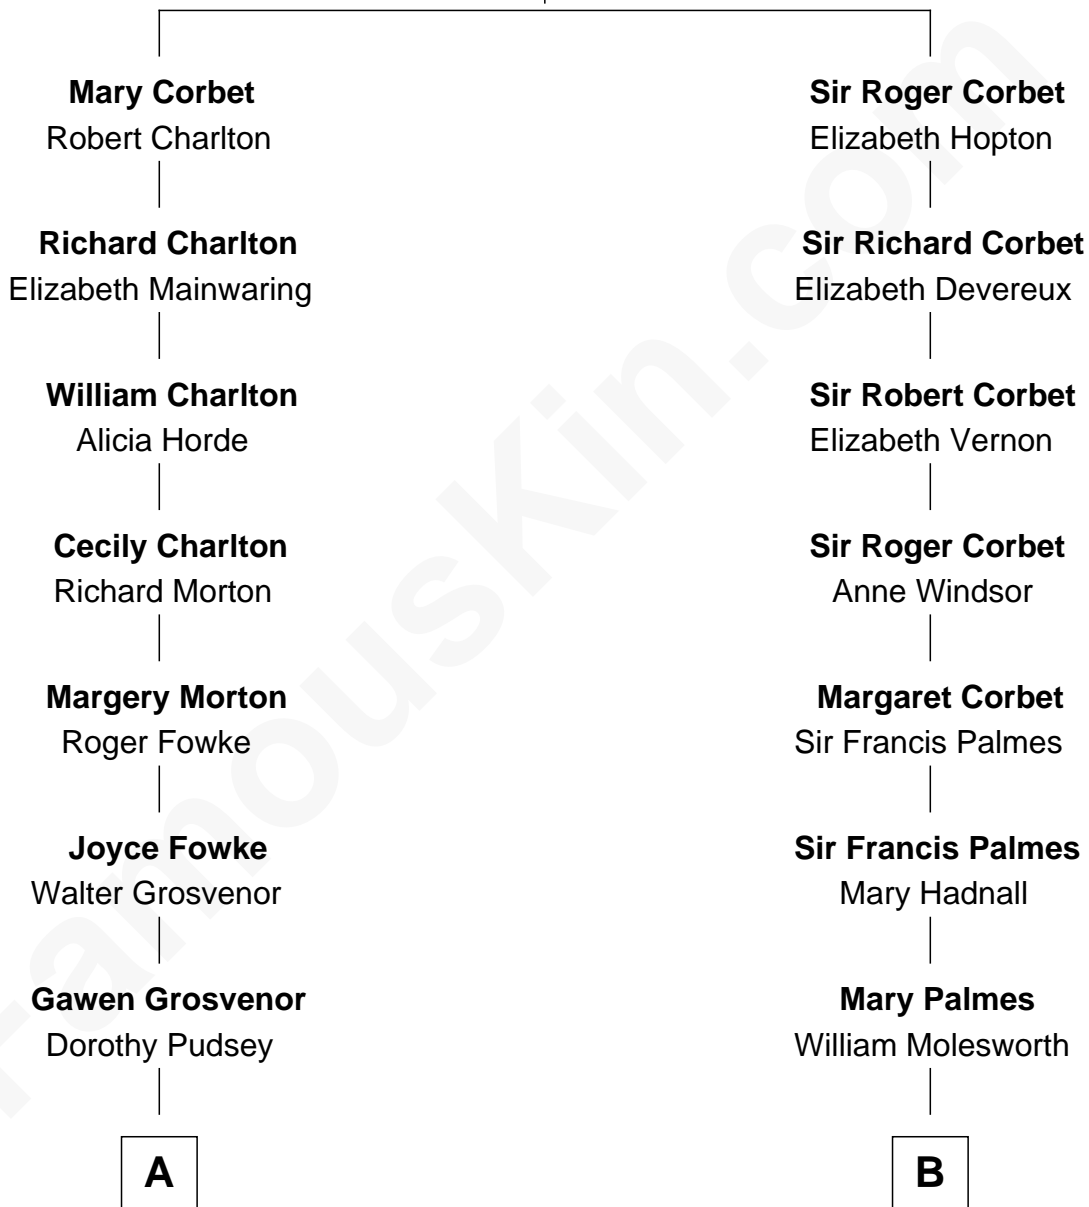 Mary Corbet
Robert Charlton
Richard Charlton
Elizabeth Mainwaring
William Charlton
Alicia Horde
Cecily Charlton
Richard Morton
Margery Morton
Roger Fowke
Joyce Fowke
Walter Grosvenor
Gawen Grosvenor
Dorothy Pudsey
A
Sir Roger Corbet
Elizabeth Hopton
Sir Richard Corbet
Elizabeth Devereux
Sir Robert Corbet
Elizabeth Vernon
Sir Roger Corbet
Anne Windsor
Margaret Corbet
Sir Francis Palmes
Sir Francis Palmes
Mary Hadnall
Mary Palmes
William Molesworth
B
FamousKin.com